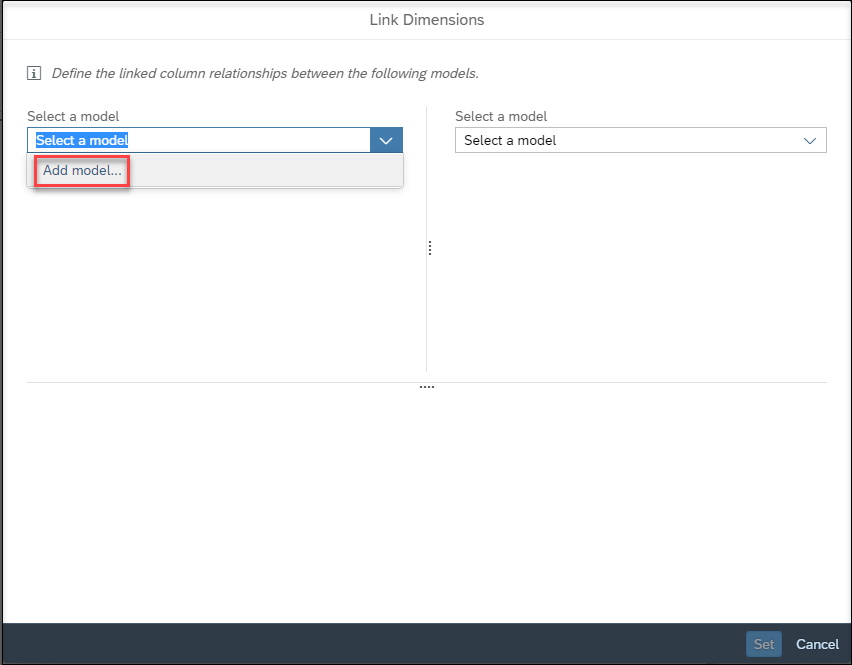 Link Dimensions
Define the linked column relationships between the following models.
Select a model
Select a model
Add model...
Select a model
Select a model
Set
Cancel